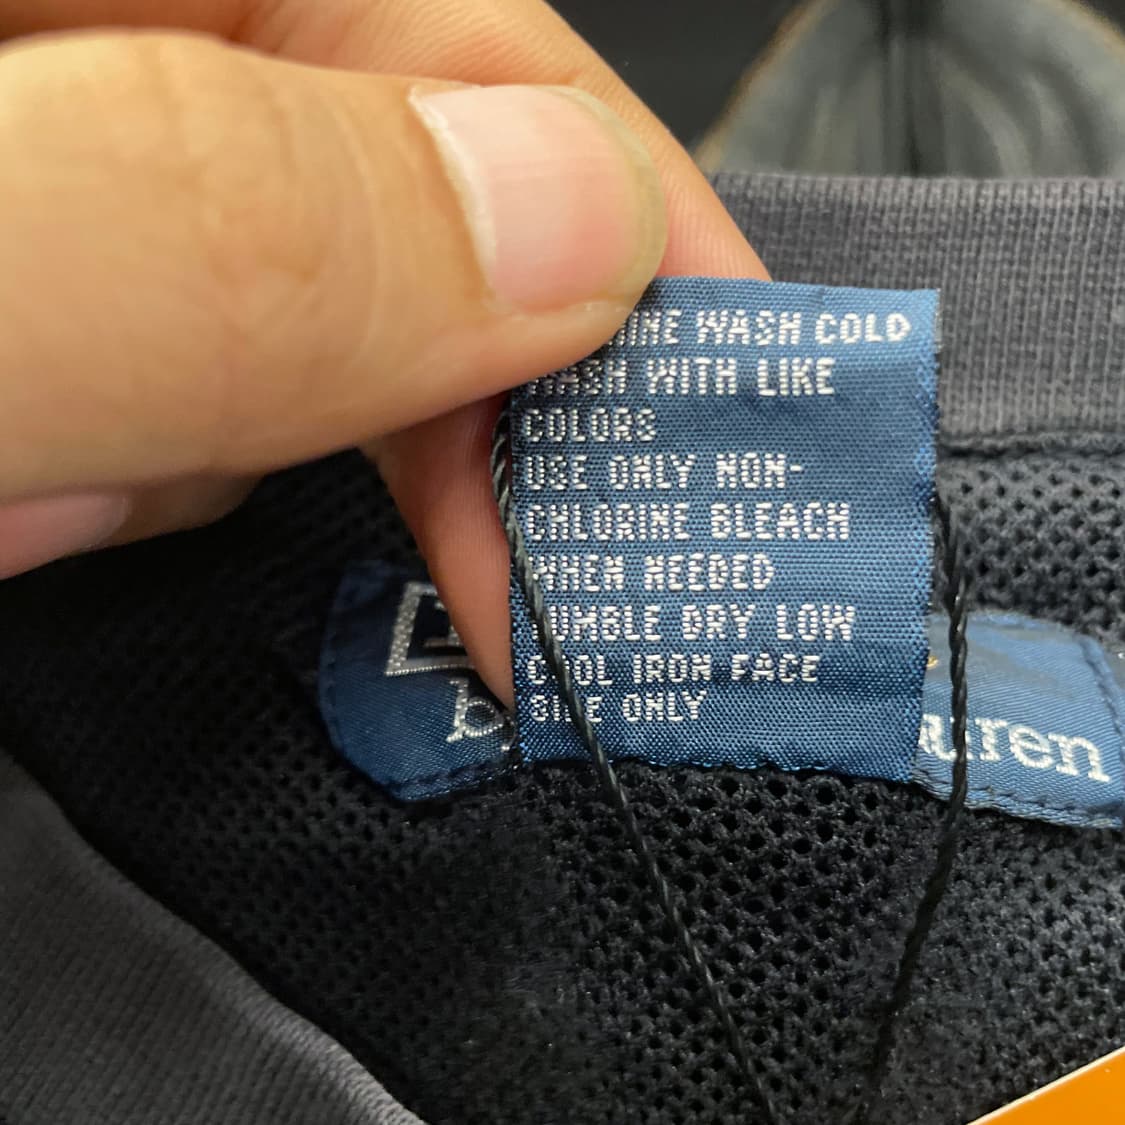 WASH COLD
WASH WITH LIKE
COLORS
USE ONLY NON-
CHLORINE BLEACH
WHEN NEEDED
TUMBLE DRY LOW
COOL IRON FACE
SIDE ONLY